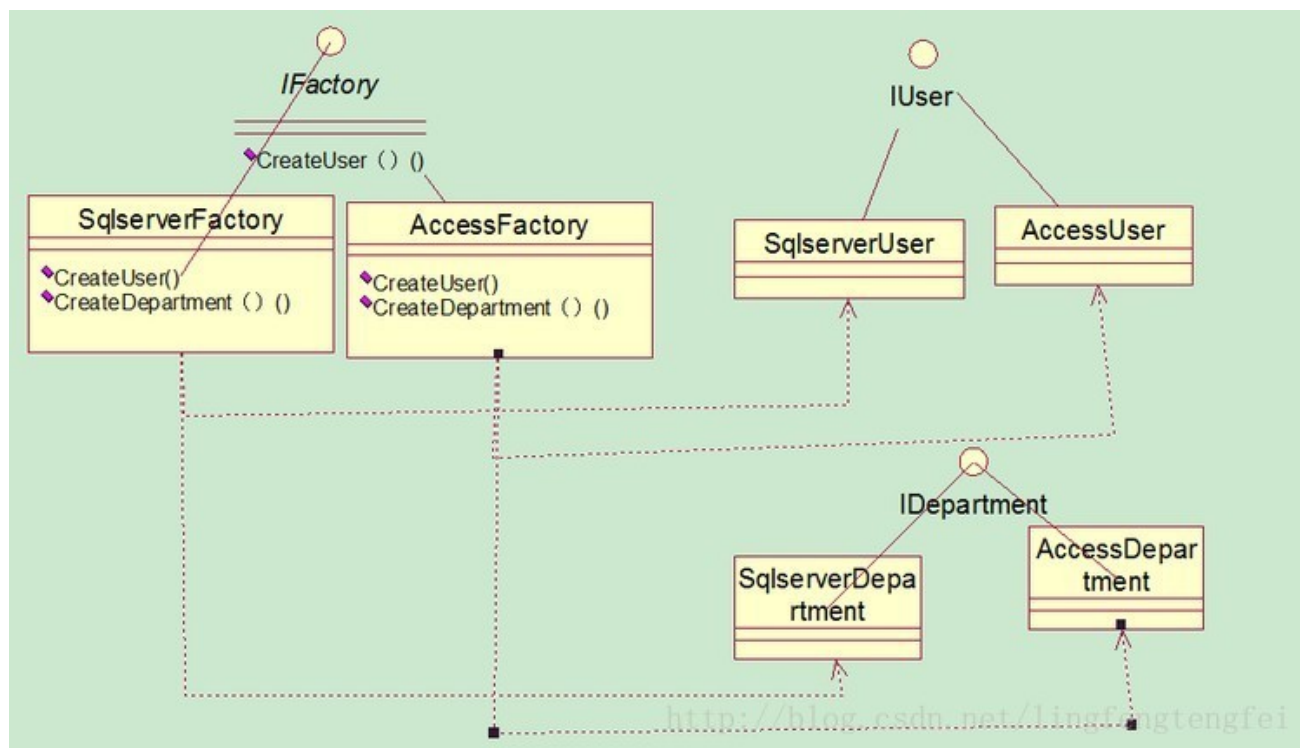 IFactory
CreateUser（）()
SqlserverFactory
CreateUser()
CreateDepartment（）()
AccessFactory
CreateUser()
CreateDepartment（）()
IUser
SqlserverUser
AccessUser
IDepartment
SqlserverDepa
rtment
AccessDepar
tment
http://blog.csdn.net/lingfengtengfei